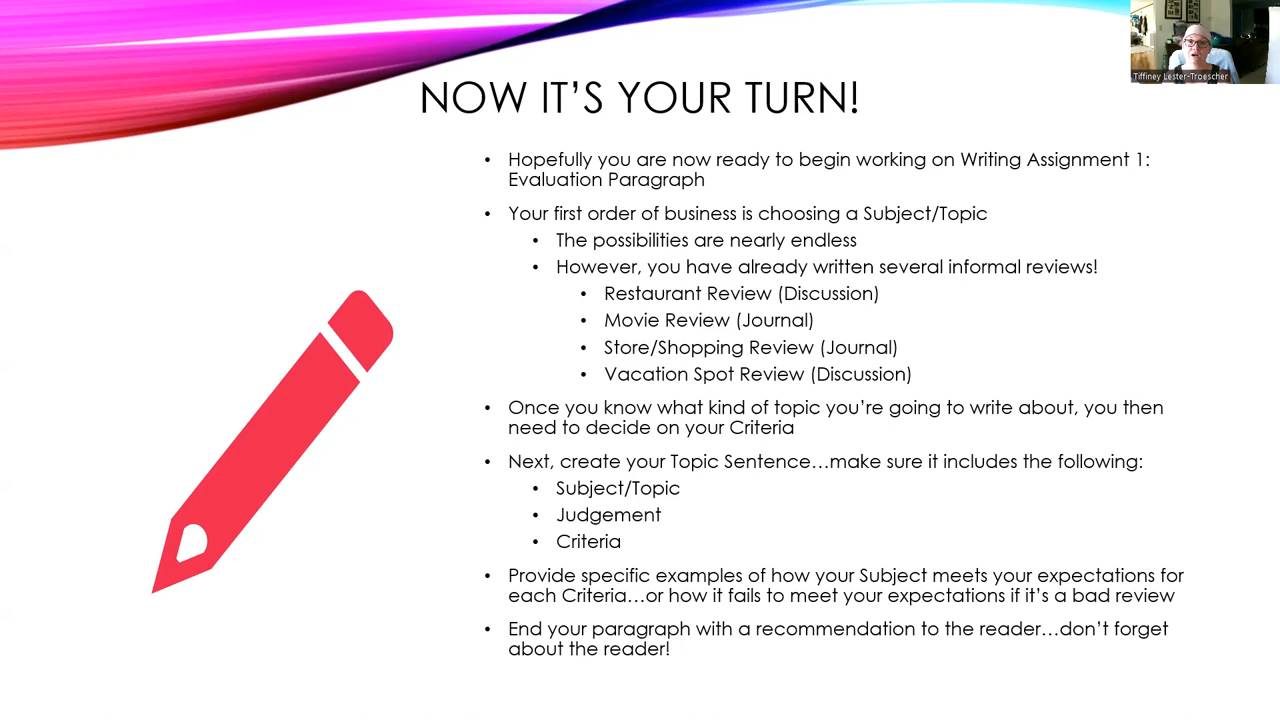 Tiffiney Lester-Troescher
NOW IT'S YOUR TURN!
• Hopefully you are now ready to begin working on Writing Assignment 1:
Evaluation Paragraph
• Your first order of business is choosing a Subject/Topic
• The possibilities are nearly endless
• However, you have already written several informal reviews!
• Restaurant Review (Discussion)
• Movie Review (Journal)
• Store/Shopping Review (Journal)
• Vacation Spot Review (Discussion)
• Once you know what kind of topic you're going to write about, you then
need to decide on your Criteria
• Next, create your Topic Sentence…make sure it includes the following:
• Subject/Topic
• Judgement
• Criteria
• Provide specific examples of how your Subject meets your expectations for
each Criteria…or how it fails to meet your expectations if it's a bad review
• End your paragraph with a recommendation to the reader…don't forget
about the reader!